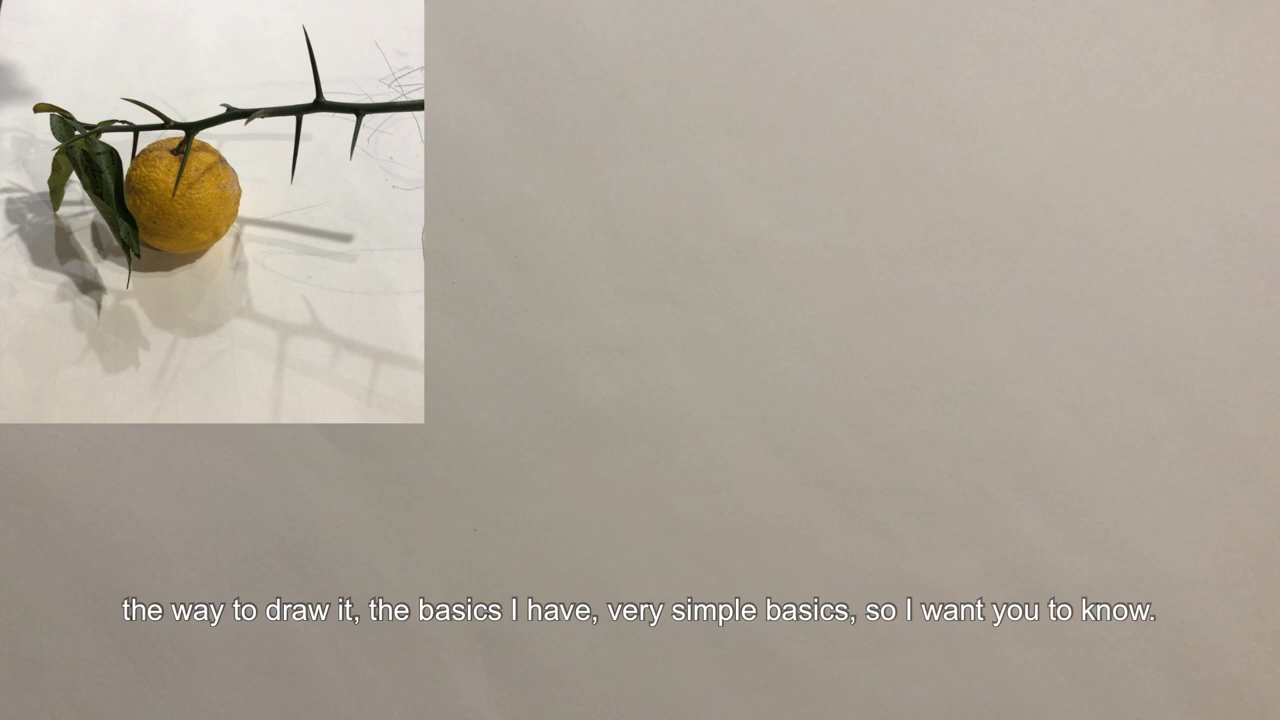 the way to draw it, the basics I have, very simple basics, so I want you to know.